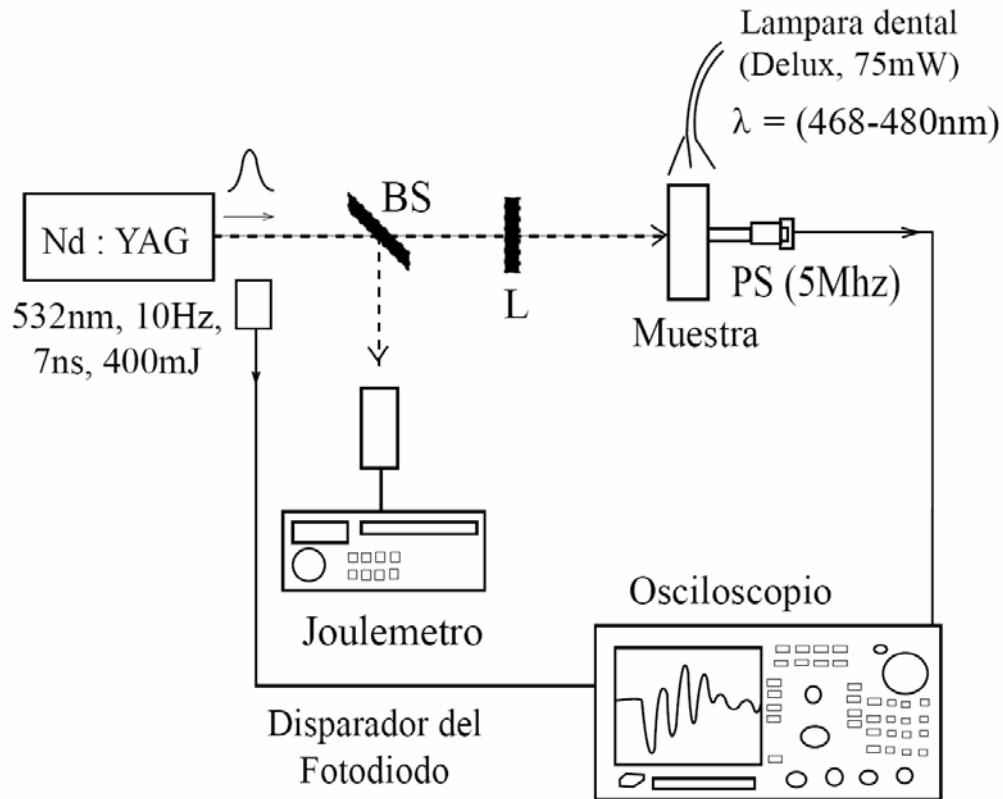 Lampara dental
(Delux, 75mW)
λ = (468-480nm)
BS
Nd : YAG
L
PS (5Mhz)
532nm, 10Hz,
7ns, 400mJ
Muestra
Joulemetro
Osciloscopio
Disparador del
Fotodiodo